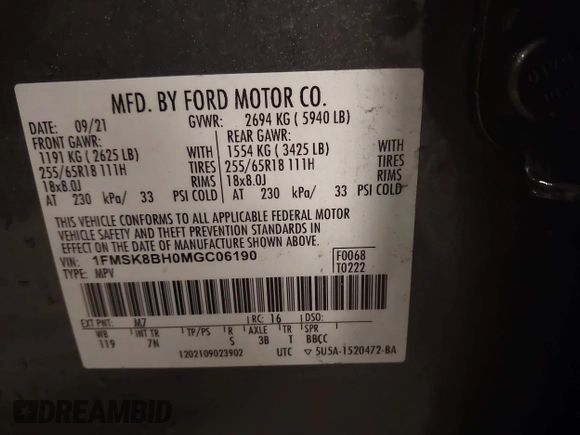 MFD. BY FORD MOTOR CO.
DATE: 09/21 GVWR: 2694 KG ( 5940 LB)
FRONT GAWR: REAR GAWR:
1191 KG ( 2625 LB) WITH 1554 KG ( 3425 LB) WITH
255/65R18 111H TIRES 255/65R18 111H TIRES
18x8.0J RIMS 18x8.0J RIMS
AT 230 kPa/ 33 PSI COLD AT 230 kPa/ 33 PSI COLD
THIS VEHICLE CONFORMS TO ALL APPLICABLE FEDERAL MOTOR
VEHICLE SAFETY AND THEFT PREVENTION STANDARDS IN
EFFECT ON THE DATE OF MANUFACTURE SHOWN ABOVE.
VIN: 1FMSK8BH0MGC06190 F0068
TYPE: MPV T0222
EXT PNT: M7 RC: 16 DSO:
WB INT TR TP/PS R AXLE TR SPR
119 7N S 3B T BBCC
1202109023902 UTC ▽ 5U5A-1520472-BA
DREAMBID